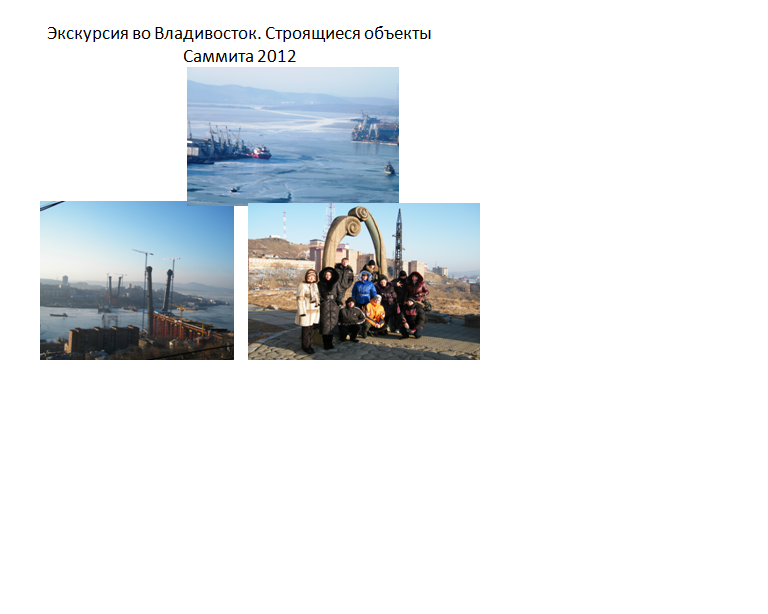 Экскурсия во Владивосток. Строящиеся объекты
Саммита 2012